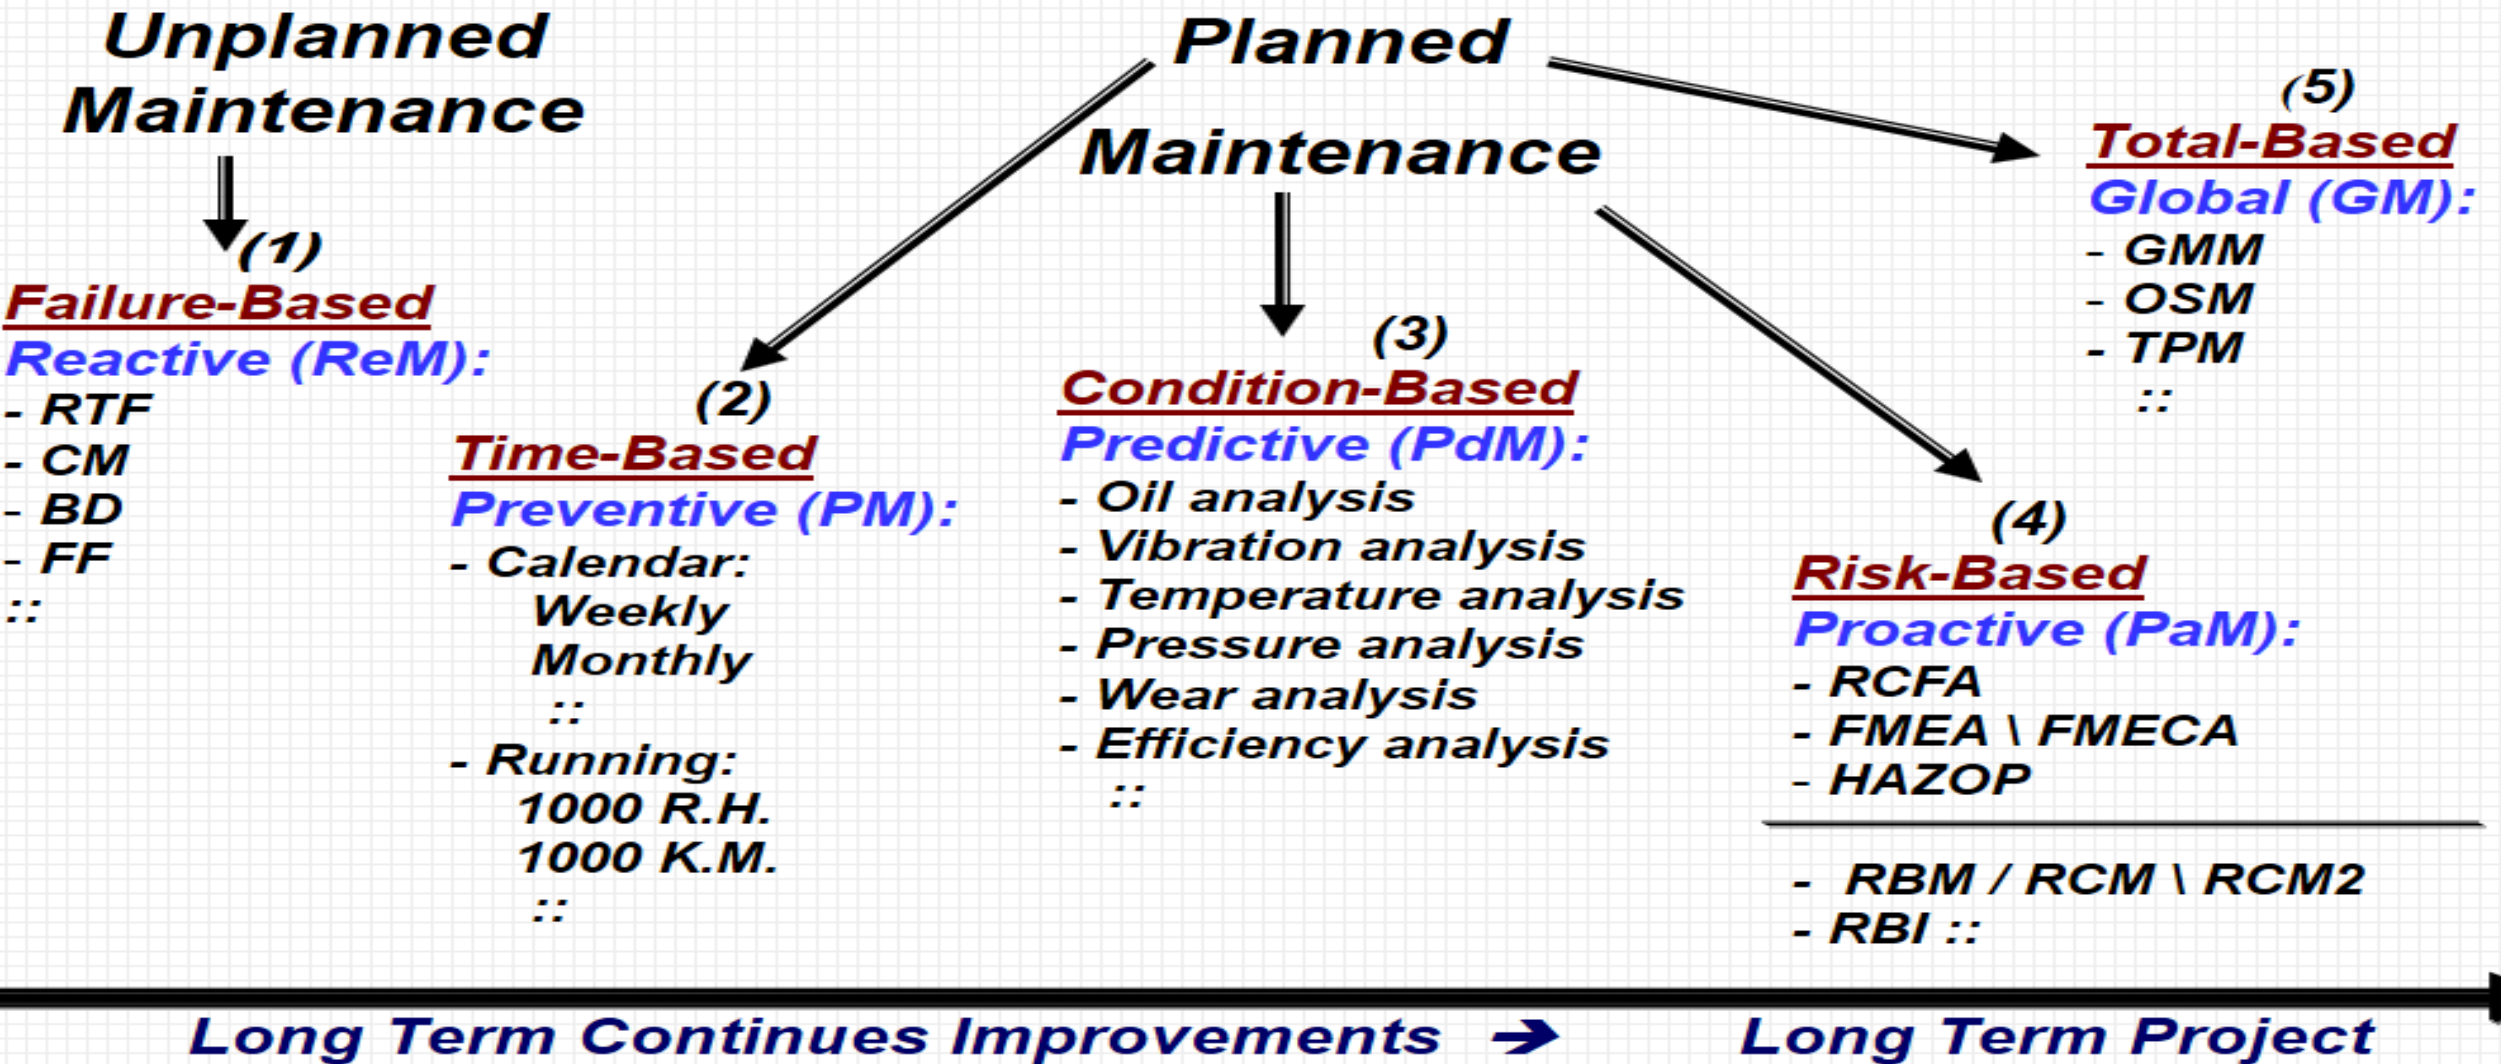 Unplanned
Maintenance
(1)
Failure-Based
Reactive (ReM):
- RTF
- CM
- BD
- FF
::
Planned
Maintenance
(2)
Time-Based
Preventive (PM):
- Calendar:
Weekly
Monthly
::
- Running:
1000 R.H.
1000 K.M.
::
(3)
Condition-Based
Predictive (PdM):
- Oil analysis
- Vibration analysis
- Temperature analysis
- Pressure analysis
- Wear analysis
- Efficiency analysis
::
(4)
Risk-Based
Proactive (PaM):
- RCFA
- FMEA \ FMECA
- HAZOP
- RBM / RCM \ RCM2
- RBI ::
(5)
Total-Based
Global (GM):
- GMM
- OSM
- TPM
::
Long Term Continues Improvements ➔ Long Term Project